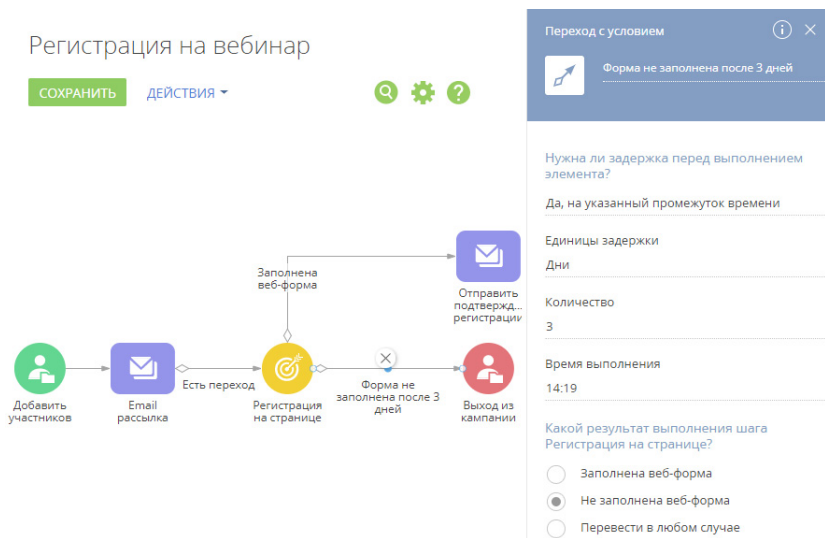 Регистрация на вебинар
СОХРАНИТЬ
ДЕЙСТВИЯ
?
Заполнена
веб-форма
Отправить
подтвержд...
регистрации
Есть переход
Форма не
заполнена после 3
дней
Добавить
участников
Email
рассылка
Регистрация
на странице
Выход из
кампании
Переход с условием
i
Форма не заполнена после 3 дней
Нужна ли задержка перед выполнением
элемента?
Да, на указанный промежуток времени
Единицы задержки
Дни
Количество
3
Время выполнения
14:19
Какой результат выполнения шага
Регистрация на странице?
Заполнена веб-форма
Не заполнена веб-форма
Перевести в любом случае